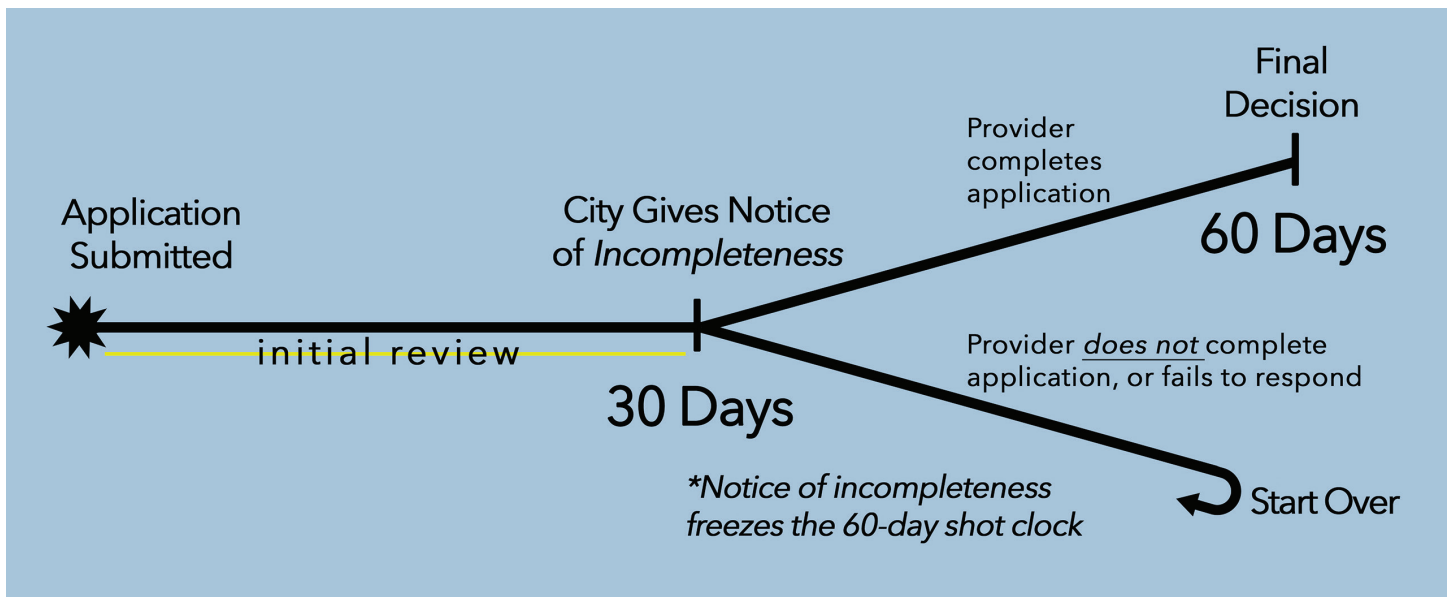 Application
Submitted
initial review
City Gives Notice
of Incompleteness
30 Days
*Notice of incompleteness
freezes the 60-day shot clock
Provider
completes
application
Final
Decision
60 Days
Provider does not complete
application, or fails to respond
Start Over